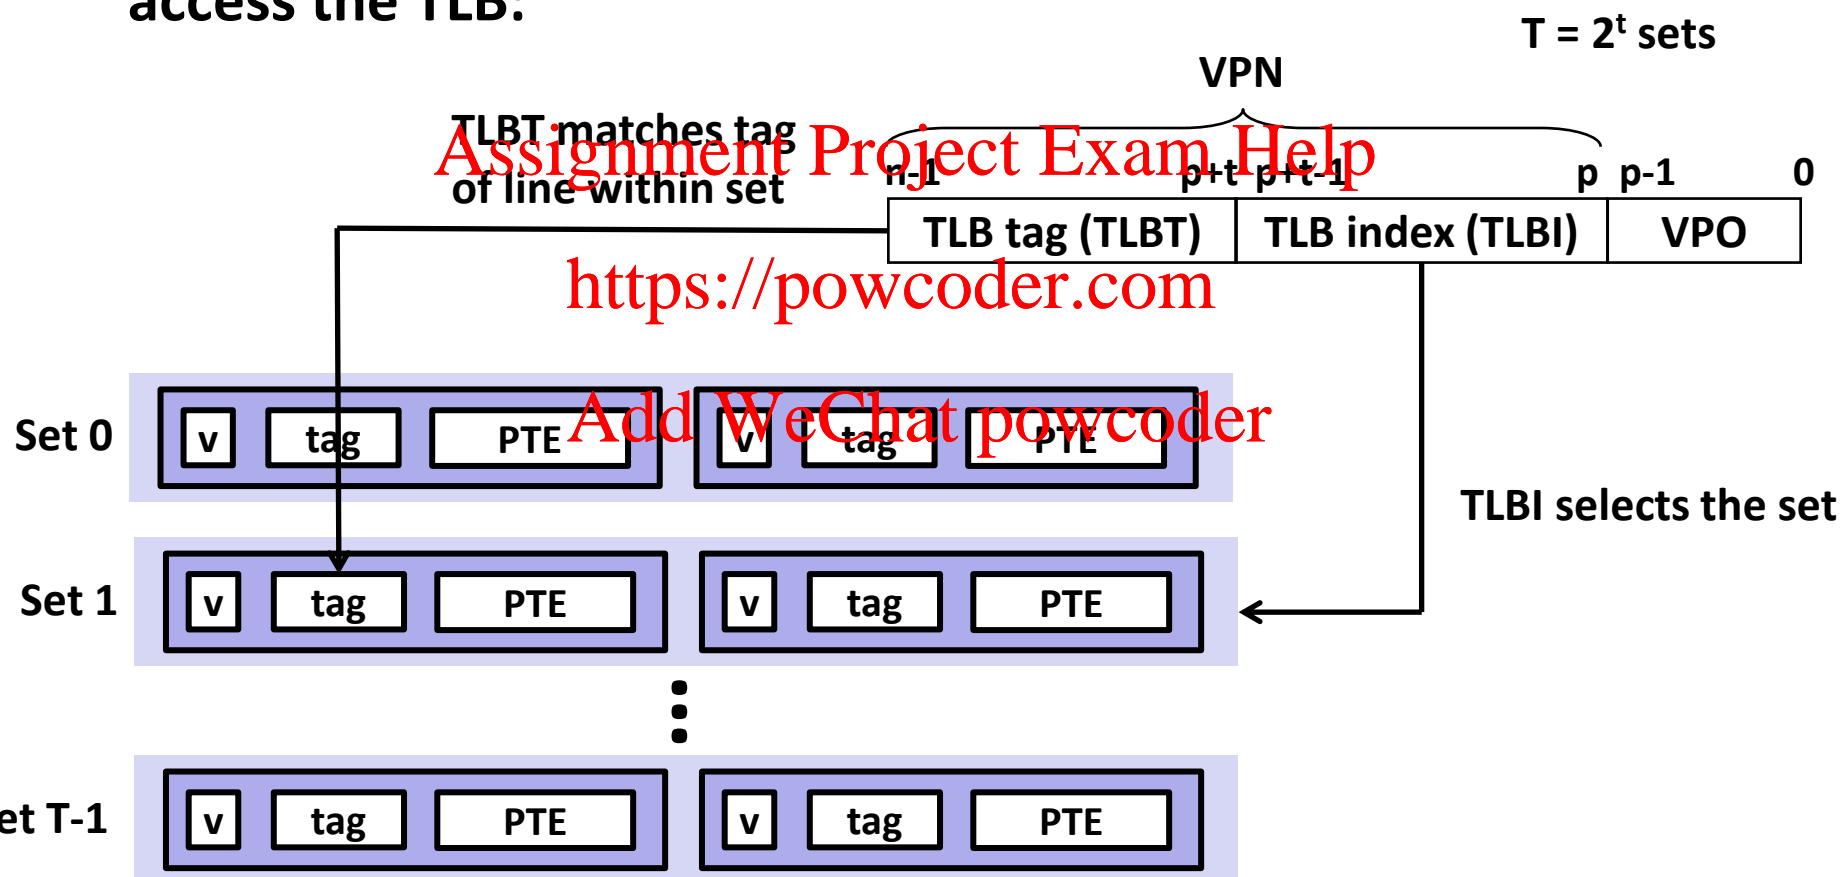 access the TLB:
T = 2^t sets
VPN
TLBT matches tag
of line within set
Assignment Project Exam Help
n-1 p+t p+t-1 p p-1 0
TLB tag (TLBT) TLB index (TLBI) VPO
https://powcoder.com
Set 0 v tag PTE v tag PTE
Add WeChat powcoder
TLBI selects the set
Set 1 v tag PTE v tag PTE
et T-1 v tag PTE v tag PTE